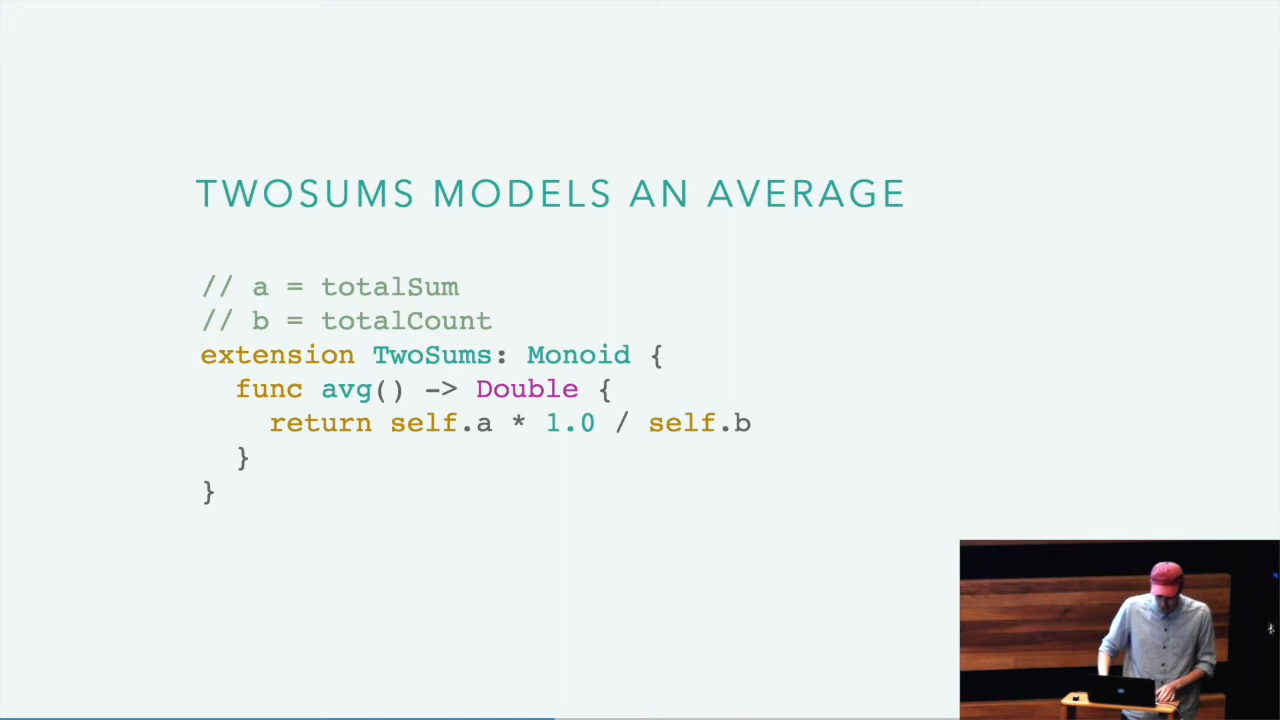 TWOSUMS MODELS AN AVERAGE
// a = totalSum
// b = totalCount
extension TwoSums: Monoid {
  func avg() -> Double {
    return self.a * 1.0 / self.b
  }
}